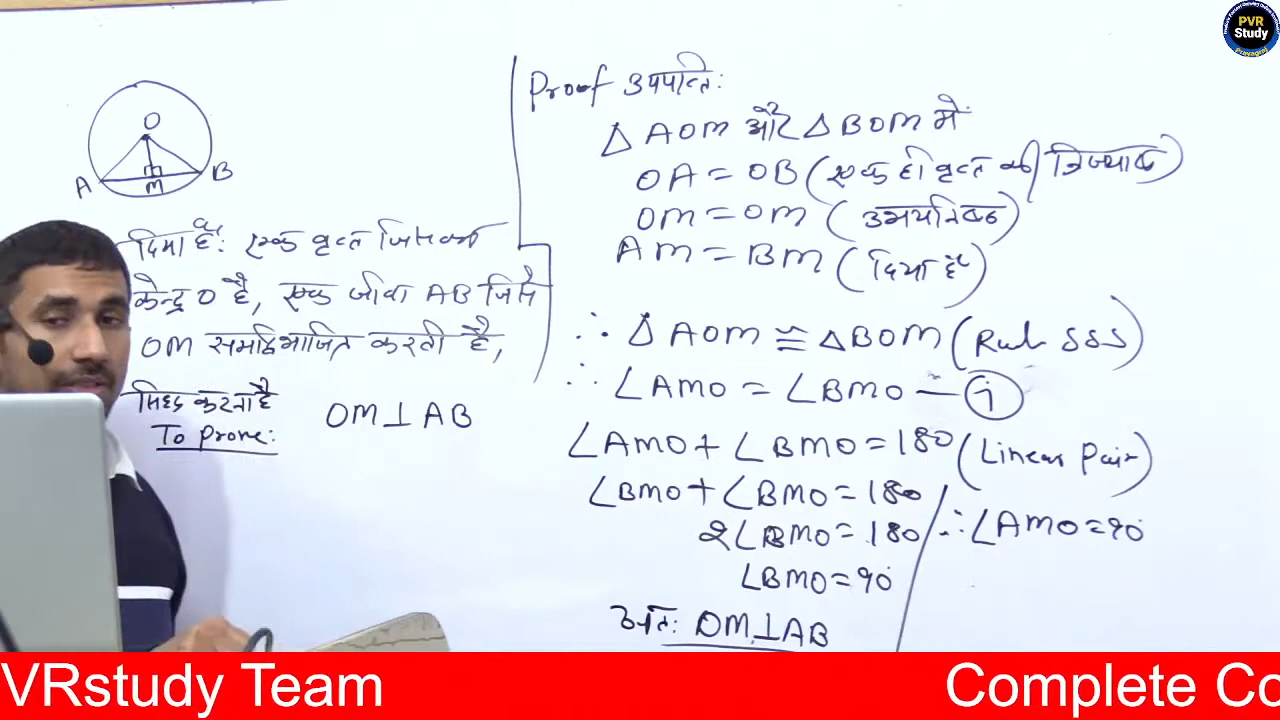 PVR
Study
Prayagraj
O
A
B
M
दिया है: एक वृत्त जिसका
केन्द्र O है, एक जीवा AB जिसे
OM समद्विभाजित करती है,
सिद्ध करना है
To prove:
OM⊥AB
Proof उपपत्ति:
△AOM और △BOM में
OA = OB (एक ही वृत्त की त्रिज्याएं)
OM = OM (उभयनिष्ठ)
AM = BM (दिया है)
∴ △AOM ≅ △BOM (Rule SSS)
∴ ∠AMO = ∠BMO — ①
∠AMO + ∠BMO = 180 (Linear Pair)
∠BMO + ∠BMO = 180
2∠BMO = 180
∴ ∠AMO = 90°
∠BMO = 90°
अतः OM⊥AB
VRstudy Team
Complete Co